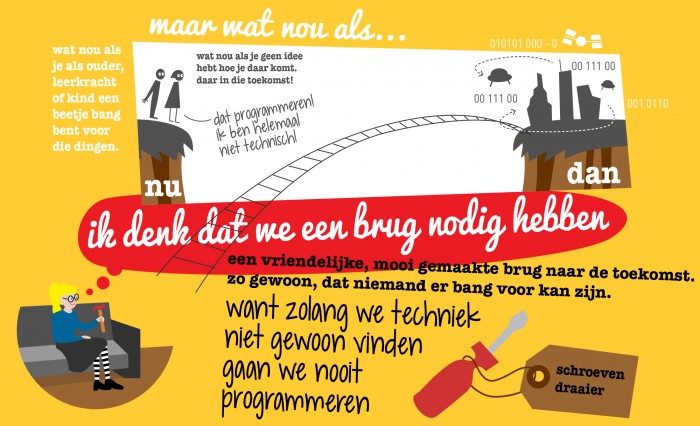 maar wat nou als...
wat nou als
je als ouder,
leerkracht
of kind een
beetje bang
bent voor
die dingen.
wat nou als je geen idee
hebt hoe je daar komt.
daar in die toekomst!
dat programmeren!
ik ben helemaal
niet technisch!
010101 000 - 0
00 111 00
00 111 00
001 0110
nu
dan
ik denk dat we een brug nodig hebben
een vriendelijke, mooi gemaakte brug naar de toekomst.
zo gewoon, dat niemand er bang voor kan zijn.
want zolang we techniek
niet gewoon vinden
gaan we nooit
programmeren
schroeven
draaier